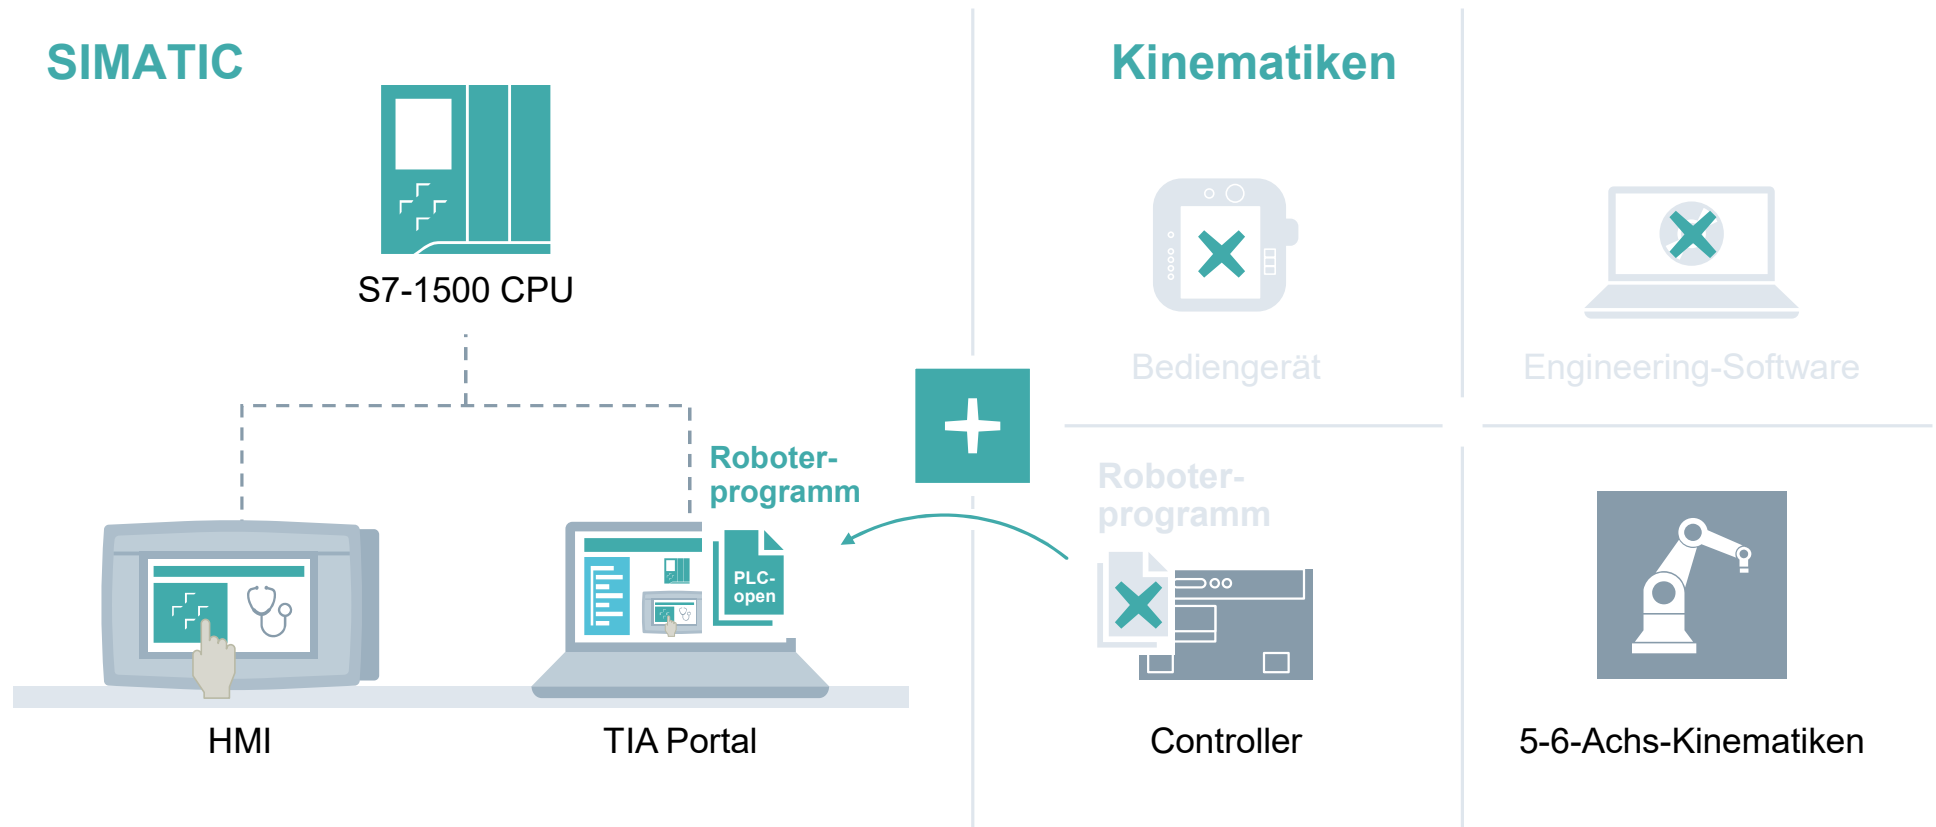 SIMATIC
S7-1500 CPU
Roboter-
programm
PLC-
open
HMI
TIA Portal
Kinematiken
Bediengerät
Engineering-Software
Roboter-
programm
Controller
5-6-Achs-Kinematiken